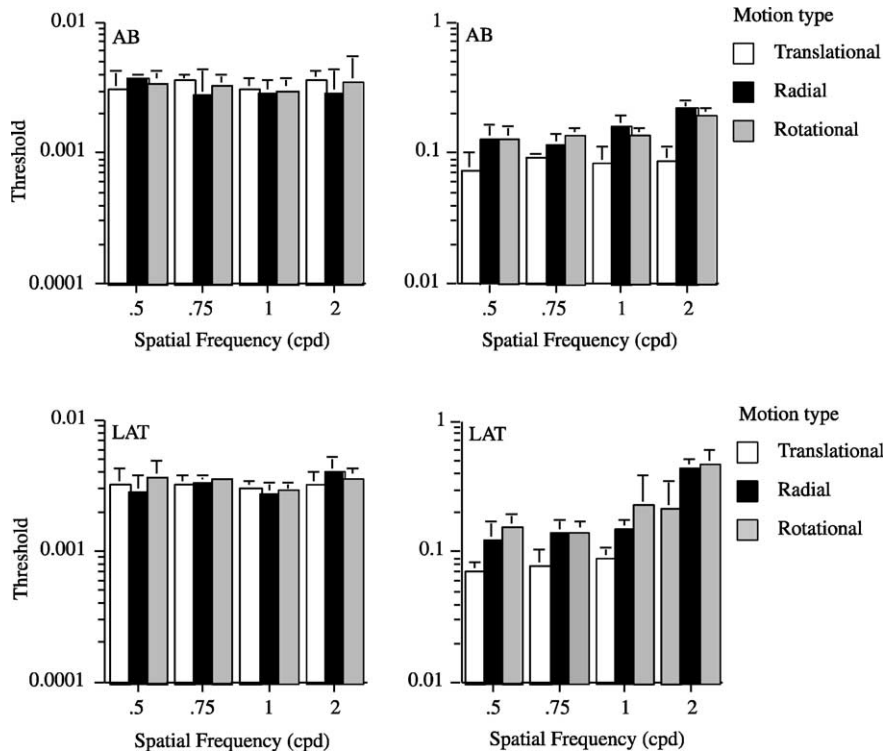 0.01
AB
0.001
0.0001
Threshold
.5 .75 1 2
Spatial Frequency (cpd)
1
AB
0.1
0.01
.5 .75 1 2
Spatial Frequency (cpd)
Motion type
Translational
Radial
Rotational
0.01
LAT
0.001
0.0001
Threshold
.5 .75 1 2
Spatial Frequency (cpd)
1
LAT
0.1
0.01
.5 .75 1 2
Spatial Frequency (cpd)
Motion type
Translational
Radial
Rotational